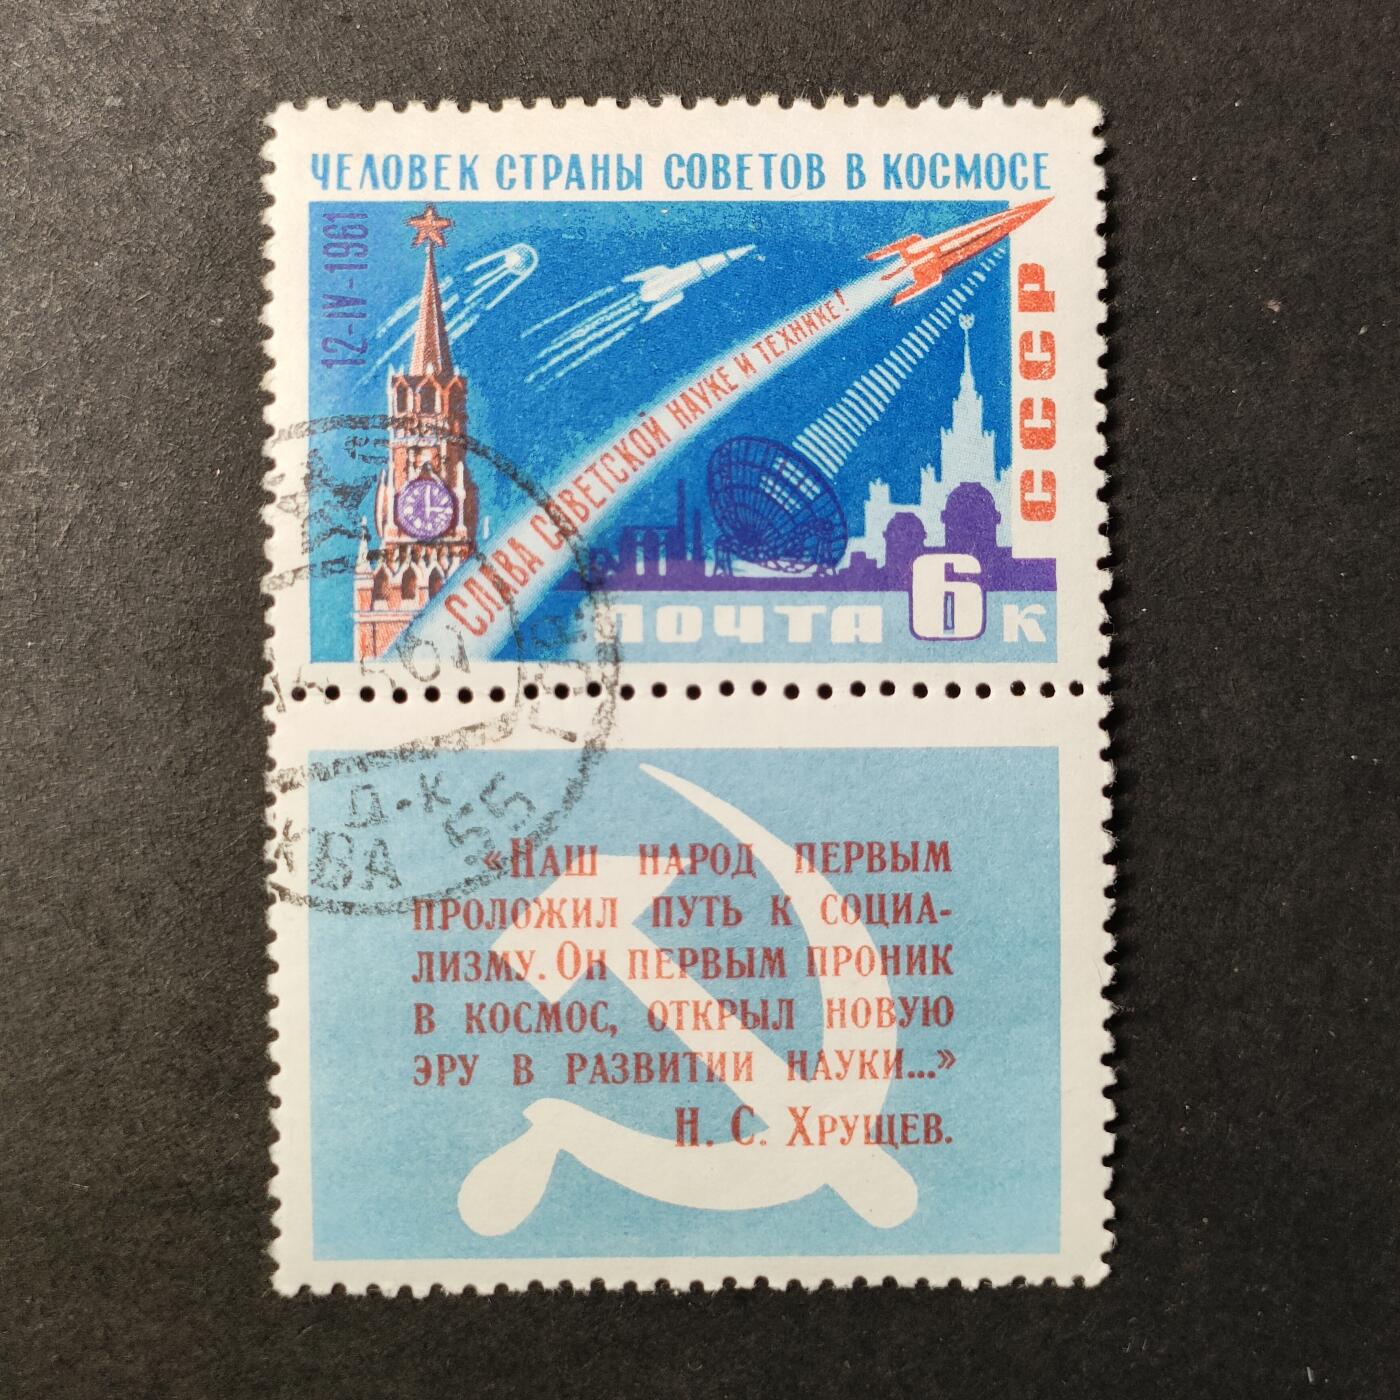 ЧЕЛОВЕК СТРАНЫ СОВЕТОВ В КОСМОСЕ
12-IV-1961
СЛАВА СОВЕТСКОЙ НАУКЕ И ТЕХНИКЕ!
СССР
ПОЧТА 6 К
Д-К
55
«НАШ НАРОД ПЕРВЫМ
ПРОЛОЖИЛ ПУТЬ К СОЦИА-
ЛИЗМУ. ОН ПЕРВЫМ ПРОНИК
В КОСМОС, ОТКРЫЛ НОВУЮ
ЭРУ В РАЗВИТИИ НАУКИ...»
Н. С. ХРУЩЕВ.